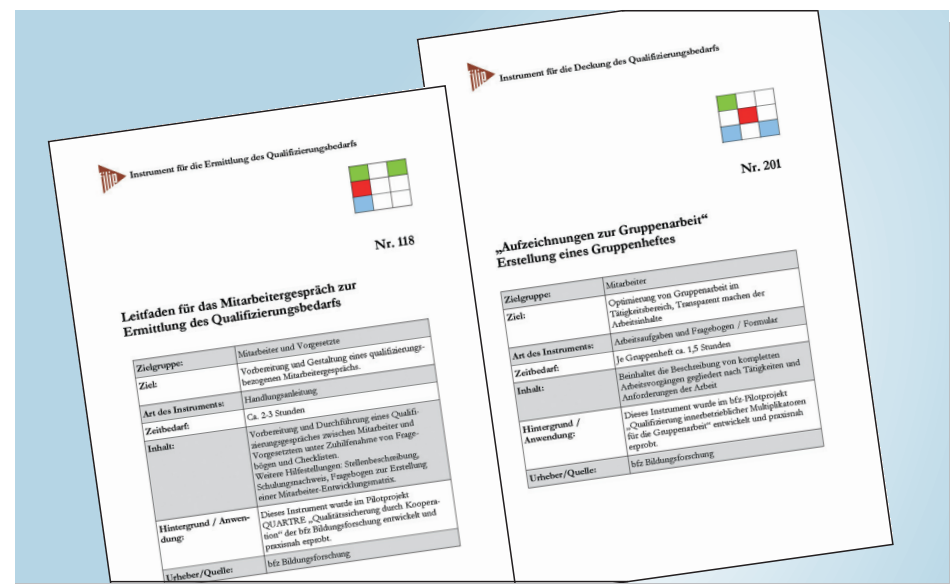 ilip
Instrument für die Ermittlung des Qualifizierungsbedarfs
Nr. 118
Leitfaden für das Mitarbeitergespräch zur
Ermittlung des Qualifizierungsbedarfs
Zielgruppe: Mitarbeiter und Vorgesetzte
Ziel: Vorbereitung und Gestaltung eines qualifizierungs-
bezogenen Mitarbeitergesprächs.
Art des Instruments: Handlungsanleitung
Zeitbedarf: Ca. 2-3 Stunden
Inhalt: Vorbereitung und Durchführung eines Qualifi-
zierungsgespräches zwischen Mitarbeiter und
Vorgesetztem unter Zuhilfenahme von Frage-
bögen und Checklisten.
Weitere Hilfestellungen: Stellenbeschreibung,
Schulungsnachweis, Fragebogen zur Erstellung
einer Mitarbeiter-Entwicklungsmatrix.
Hintergrund / Anwen-
dung: Dieses Instrument wurde im Pilotprojekt
QUARTRE „Qualitätssicherung durch Koopera-
tion“ der bfz Bildungsforschung entwickelt und
praxisnah erprobt.
Urheber/Quelle: bfz Bildungsforschung
ilip
Instrument für die Deckung des Qualifizierungsbedarfs
Nr. 201
„Aufzeichnungen zur Gruppenarbeit“
Erstellung eines Gruppenheftes
Zielgruppe: Mitarbeiter
Ziel: Optimierung von Gruppenarbeit im
Tätigkeitsbereich, Transparent machen der
Arbeitsinhalte
Art des Instruments: Arbeitsaufgaben und Fragebogen / Formular
Zeitbedarf: Je Gruppenheft ca. 1,5 Stunden
Inhalt: Beinhaltet die Beschreibung von kompletten
Arbeitsvorgängen gegliedert nach Tätigkeiten und
Anforderungen der Arbeit
Hintergrund /
Anwendung: Dieses Instrument wurde im bfz-Pilotprojekt
„Qualifizierung innerbetrieblicher Multiplikatoren
für die Gruppenarbeit“ entwickelt und praxisnah
erprobt.
Urheber/Quelle: bfz Bildungsforschung